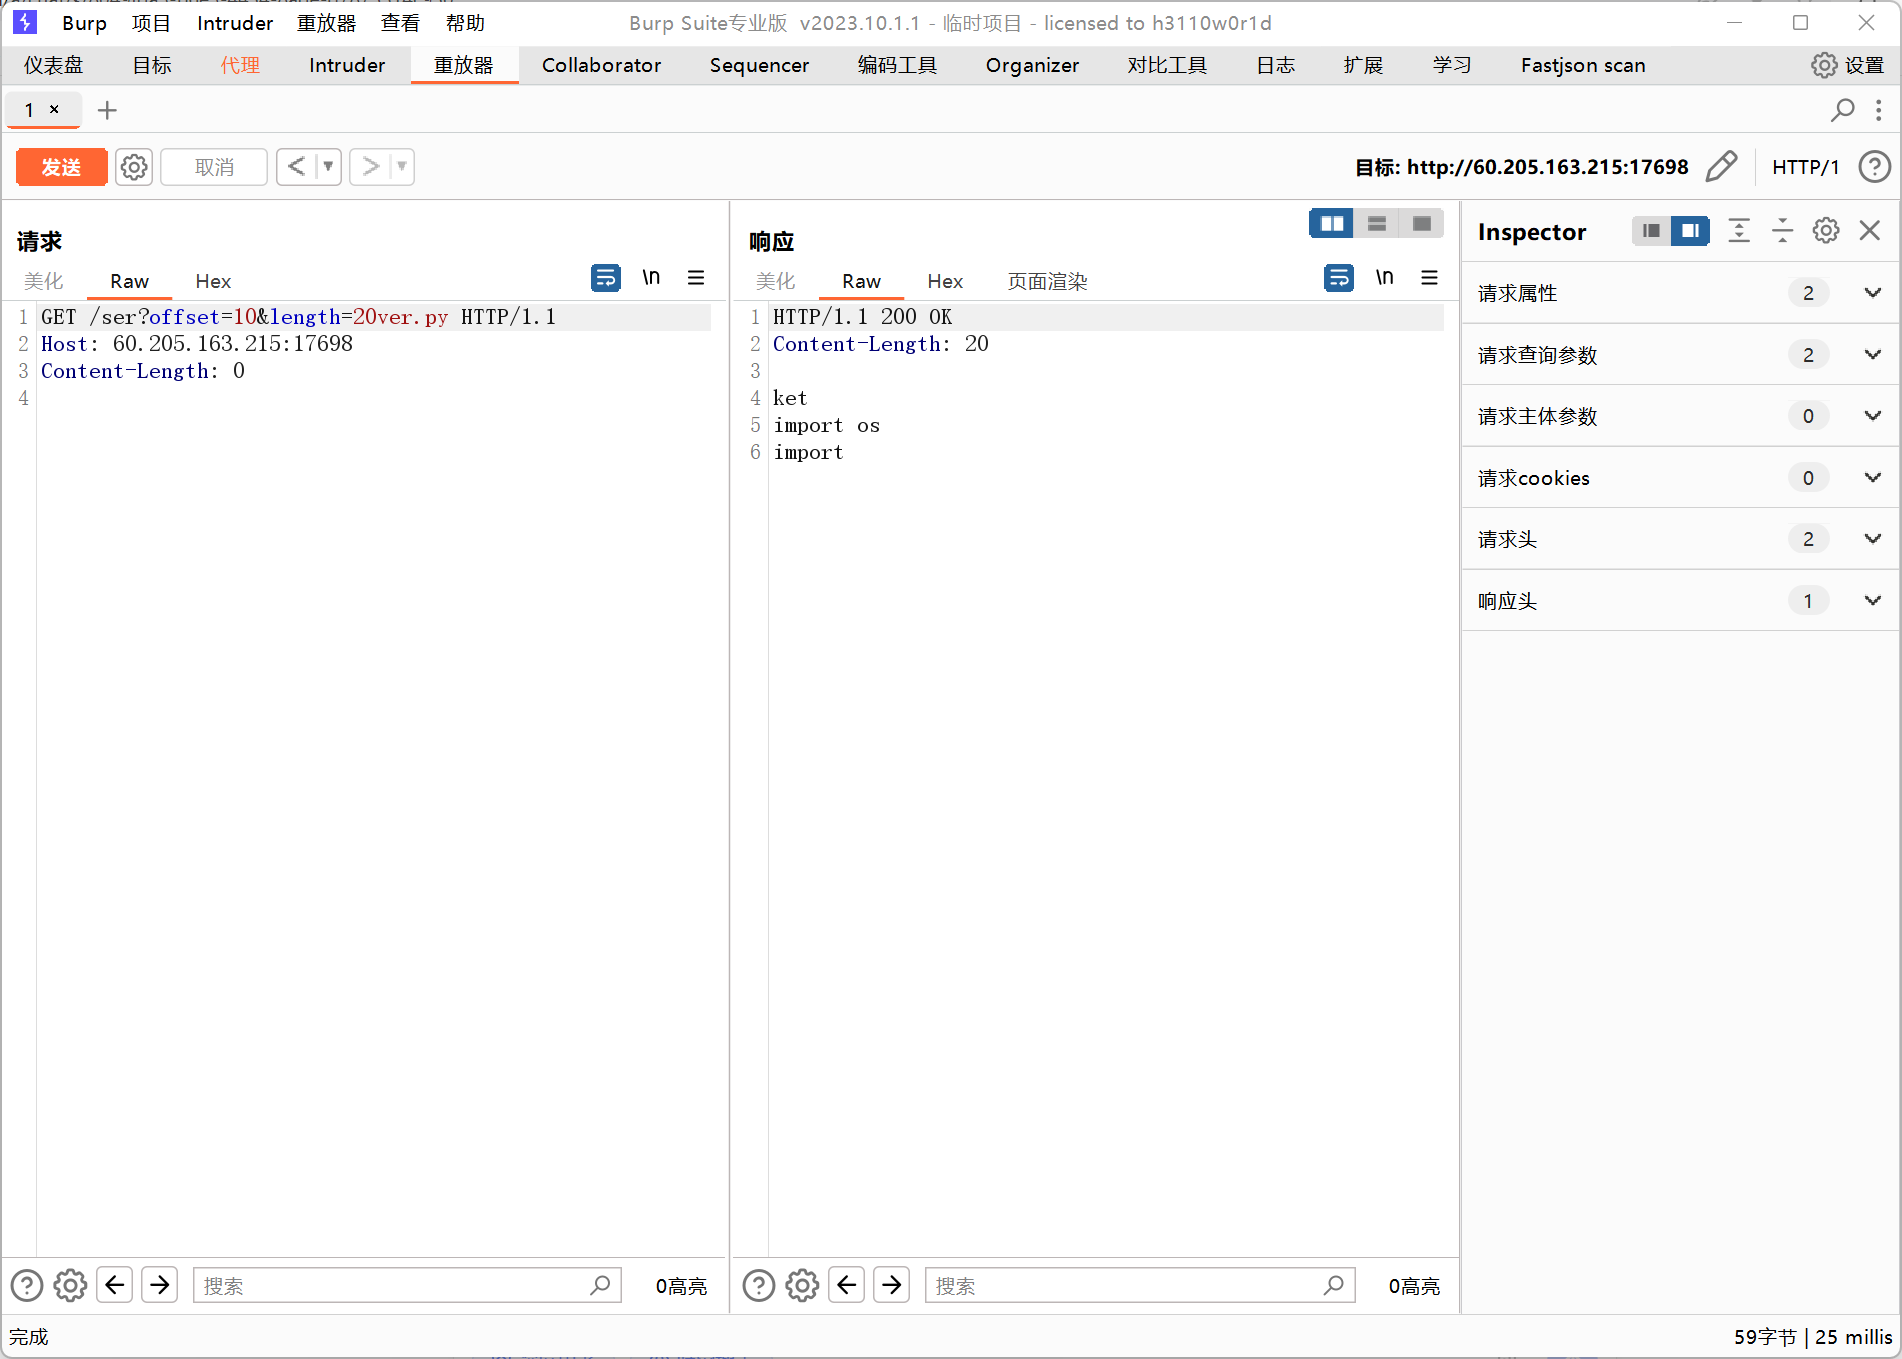 Burp 项目 Intruder 重放器 查看 帮助 Burp Suite专业版 v2023.10.1.1 - 临时项目 - licensed to h3110w0r1d
仪表盘 目标 代理 Intruder 重放器 Collaborator Sequencer 编码工具 Organizer 对比工具 日志 扩展 学习 Fastjson scan 设置
1 × +
发送 取消 < > 目标: http://60.205.163.215:17698 HTTP/1 ?
请求
美化 Raw Hex \n
1 GET /ser?offset=10&length=20ver.py HTTP/1.1
2 Host: 60.205.163.215:17698
3 Content-Length: 0
4
响应
美化 Raw Hex 页面渲染 \n
1 HTTP/1.1 200 OK
2 Content-Length: 20
3
4 ket
5 import os
6 import
Inspector
请求属性 2
请求查询参数 2
请求主体参数 0
请求cookies 0
请求头 2
响应头 1
? 搜索 0高亮
? 搜索 0高亮
完成
59字节 | 25 millis